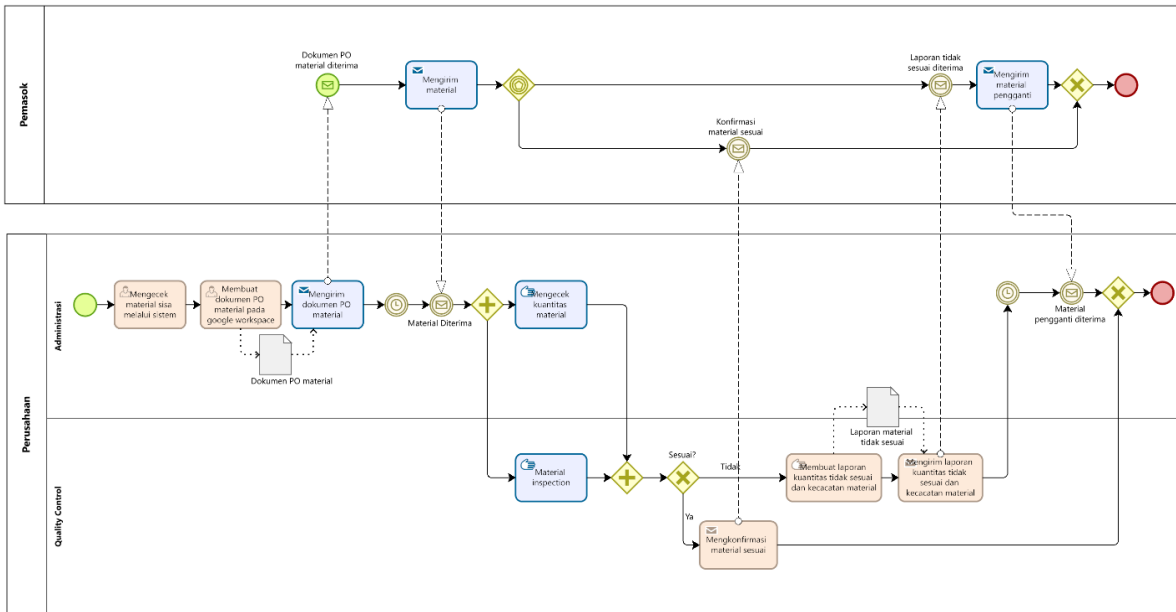 Pemasok
Dokumen PO
material diterima
Mengirim
material
Konfirmasi
material sesuai
Laporan tidak
sesuai diterima
Mengirim
material
pengganti
Perusahaan
Administrasi
Mengecek
material sisa
melalui sistem
Membuat
dokumen PO
material pada
google workspace
Mengirim
dokumen PO
material
Dokumen PO material
Material Diterima
Mengecek
kuantitas
material
Material
pengganti diterima
Quality Control
Material
inspection
Sesuai?
Tidak
Ya
Mengkonfirmasi
material sesuai
Laporan material
tidak sesuai
Membuat laporan
kuantitas tidak sesuai
dan kecacatan material
Mengirim laporan
kuantitas tidak
sesuai dan
kecacatan material